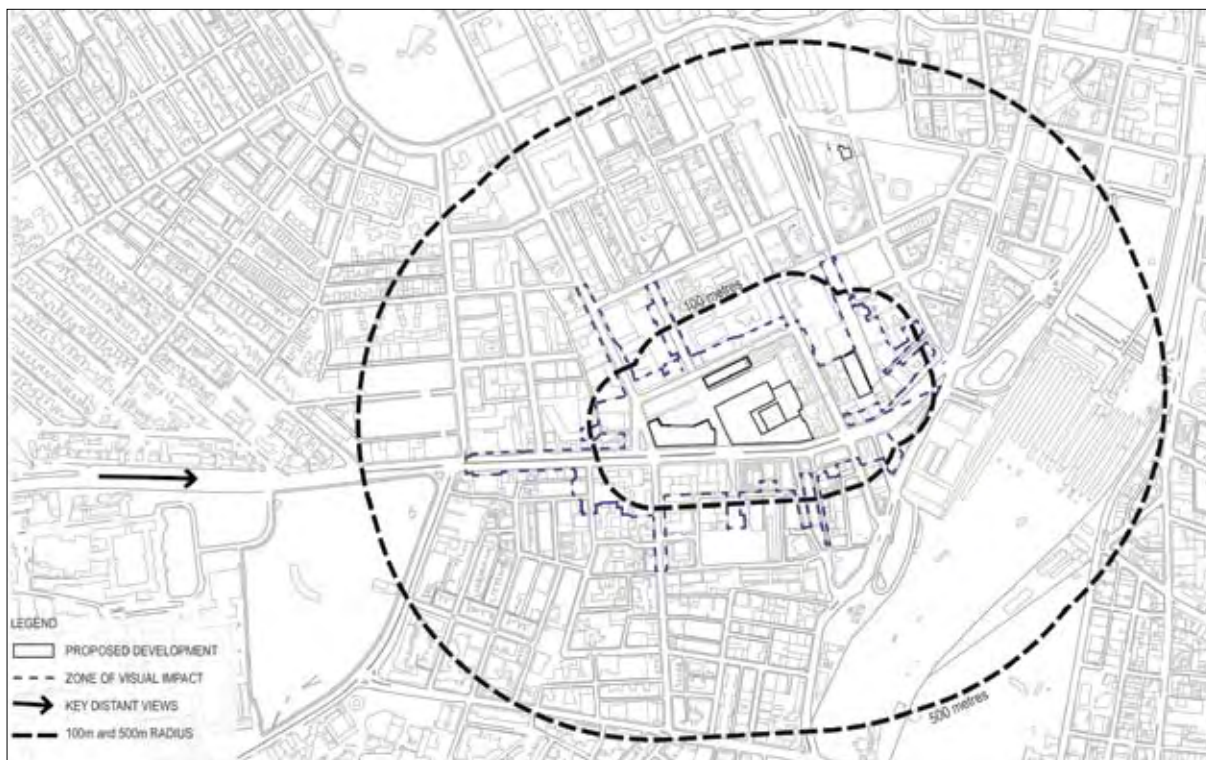 100 metres
500 metres
LEGEND
PROPOSED DEVELOPMENT
ZONE OF VISUAL IMPACT
KEY DISTANT VIEWS
100m and 500m RADIUS